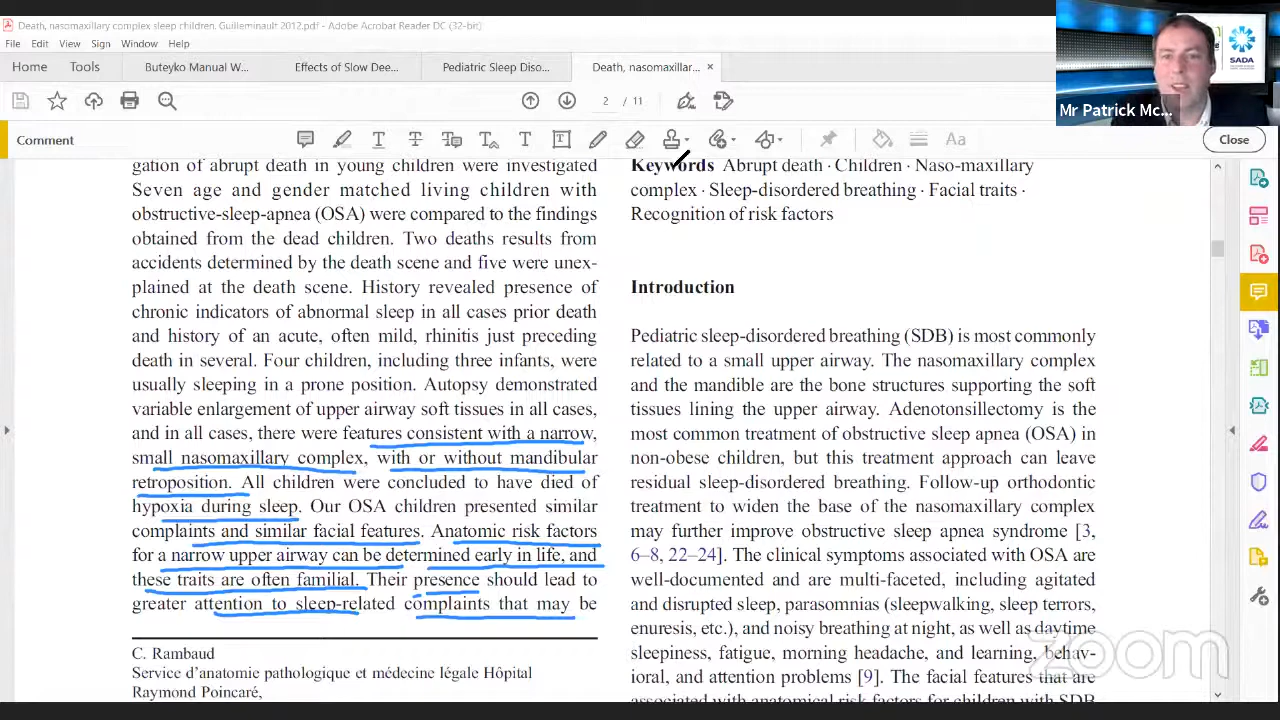 Death, nasomaxillary complex sleep children. Guilleminault 2012.pdf - Adobe Acrobat Reader DC (32-bit)
File Edit View Sign Window Help
Home Tools Buteyko Manual W... Effects of Slow Dee... Pediatric Sleep Diso... Death, nasomaxillar... ×
2 / 11
Comment
Close
SADA
Mr Patrick Mc...
gation of abrupt death in young children were investigated
Seven age and gender matched living children with
obstructive-sleep-apnea (OSA) were compared to the findings
obtained from the dead children. Two deaths results from
accidents determined by the death scene and five were unex-
plained at the death scene. History revealed presence of
chronic indicators of abnormal sleep in all cases prior death
and history of an acute, often mild, rhinitis just preceding
death in several. Four children, including three infants, were
usually sleeping in a prone position. Autopsy demonstrated
variable enlargement of upper airway soft tissues in all cases,
and in all cases, there were features consistent with a narrow,
small nasomaxillary complex, with or without mandibular
retroposition. All children were concluded to have died of
hypoxia during sleep. Our OSA children presented similar
complaints and similar facial features. Anatomic risk factors
for a narrow upper airway can be determined early in life, and
these traits are often familial. Their presence should lead to
greater attention to sleep-related complaints that may be
C. Rambaud
Service d'anatomie pathologique et médecine légale Hôpital
Raymond Poincaré,
Keywords Abrupt death · Children · Naso-maxillary
complex · Sleep-disordered breathing · Facial traits ·
Recognition of risk factors
Introduction
Pediatric sleep-disordered breathing (SDB) is most commonly
related to a small upper airway. The nasomaxillary complex
and the mandible are the bone structures supporting the soft
tissues lining the upper airway. Adenotonsillectomy is the
most common treatment of obstructive sleep apnea (OSA) in
non-obese children, but this treatment approach can leave
residual sleep-disordered breathing. Follow-up orthodontic
treatment to widen the base of the nasomaxillary complex
may further improve obstructive sleep apnea syndrome [3,
6–8, 22–24]. The clinical symptoms associated with OSA are
well-documented and are multi-faceted, including agitated
and disrupted sleep, parasomnias (sleepwalking, sleep terrors,
enuresis, etc.), and noisy breathing at night, as well as daytime
sleepiness, fatigue, morning headache, and learning, behav-
ioral, and attention problems [9]. The facial features that are
associated with anatomical risk factors for children with SDB
zoom